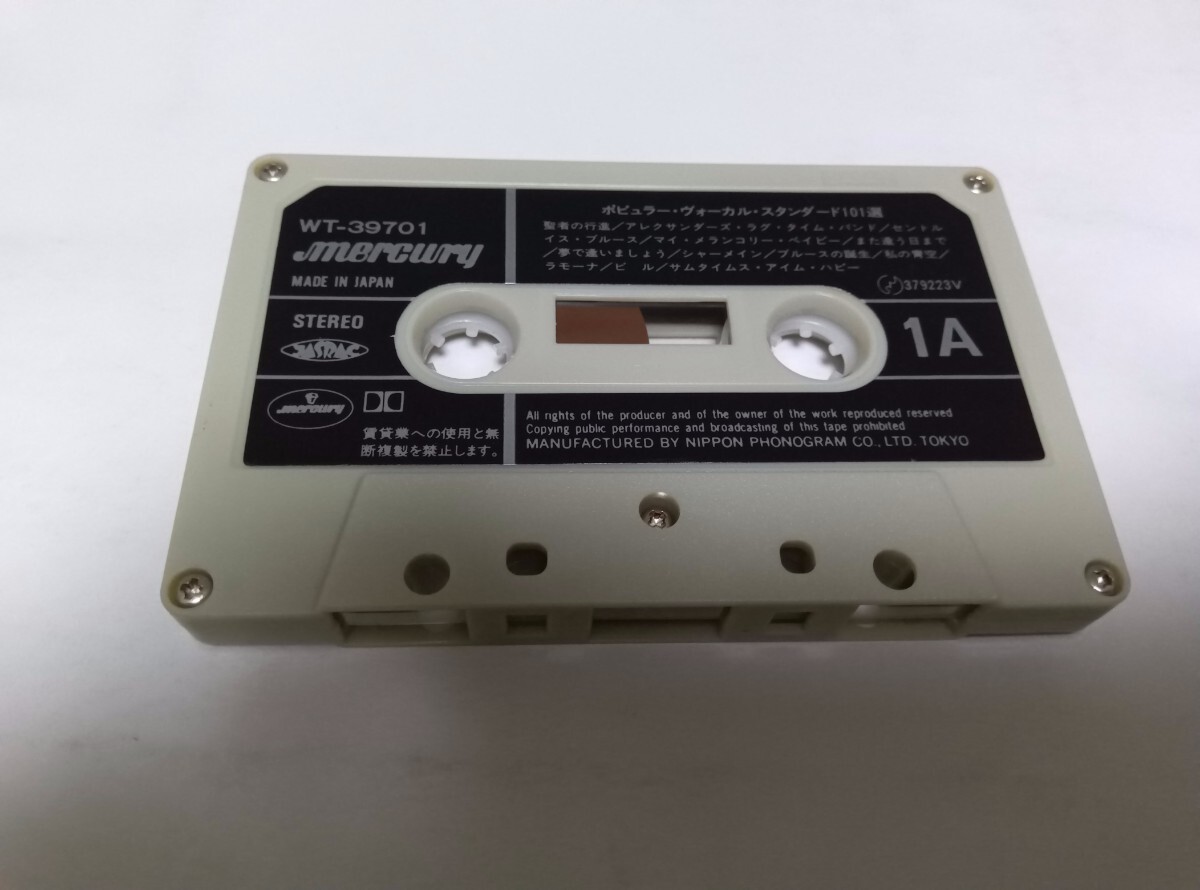 WT-39701
mercury
MADE IN JAPAN
ポピュラー・ヴォーカル・スタンダード101選
聖者の行進/アレクサンダーズ・ラグ・タイム・バンド/セントル
イス・ブルース/マイ・メランコリー・ベイビー/また逢う日まで
/夢で逢いましょう/シャーメイン/ブルースの誕生/私の青空/
ラモーナ/ビル/サムタイムス・アイム・ハピー
379223V
STEREO
JASRAC
1A
mercury
賃貸業への使用と無
断複製を禁止します。
All rights of the producer and of the owner of the work reproduced reserved
Copying public performance and broadcasting of this tape prohibited
MANUFACTURED BY NIPPON PHONOGRAM CO., LTD. TOKYO